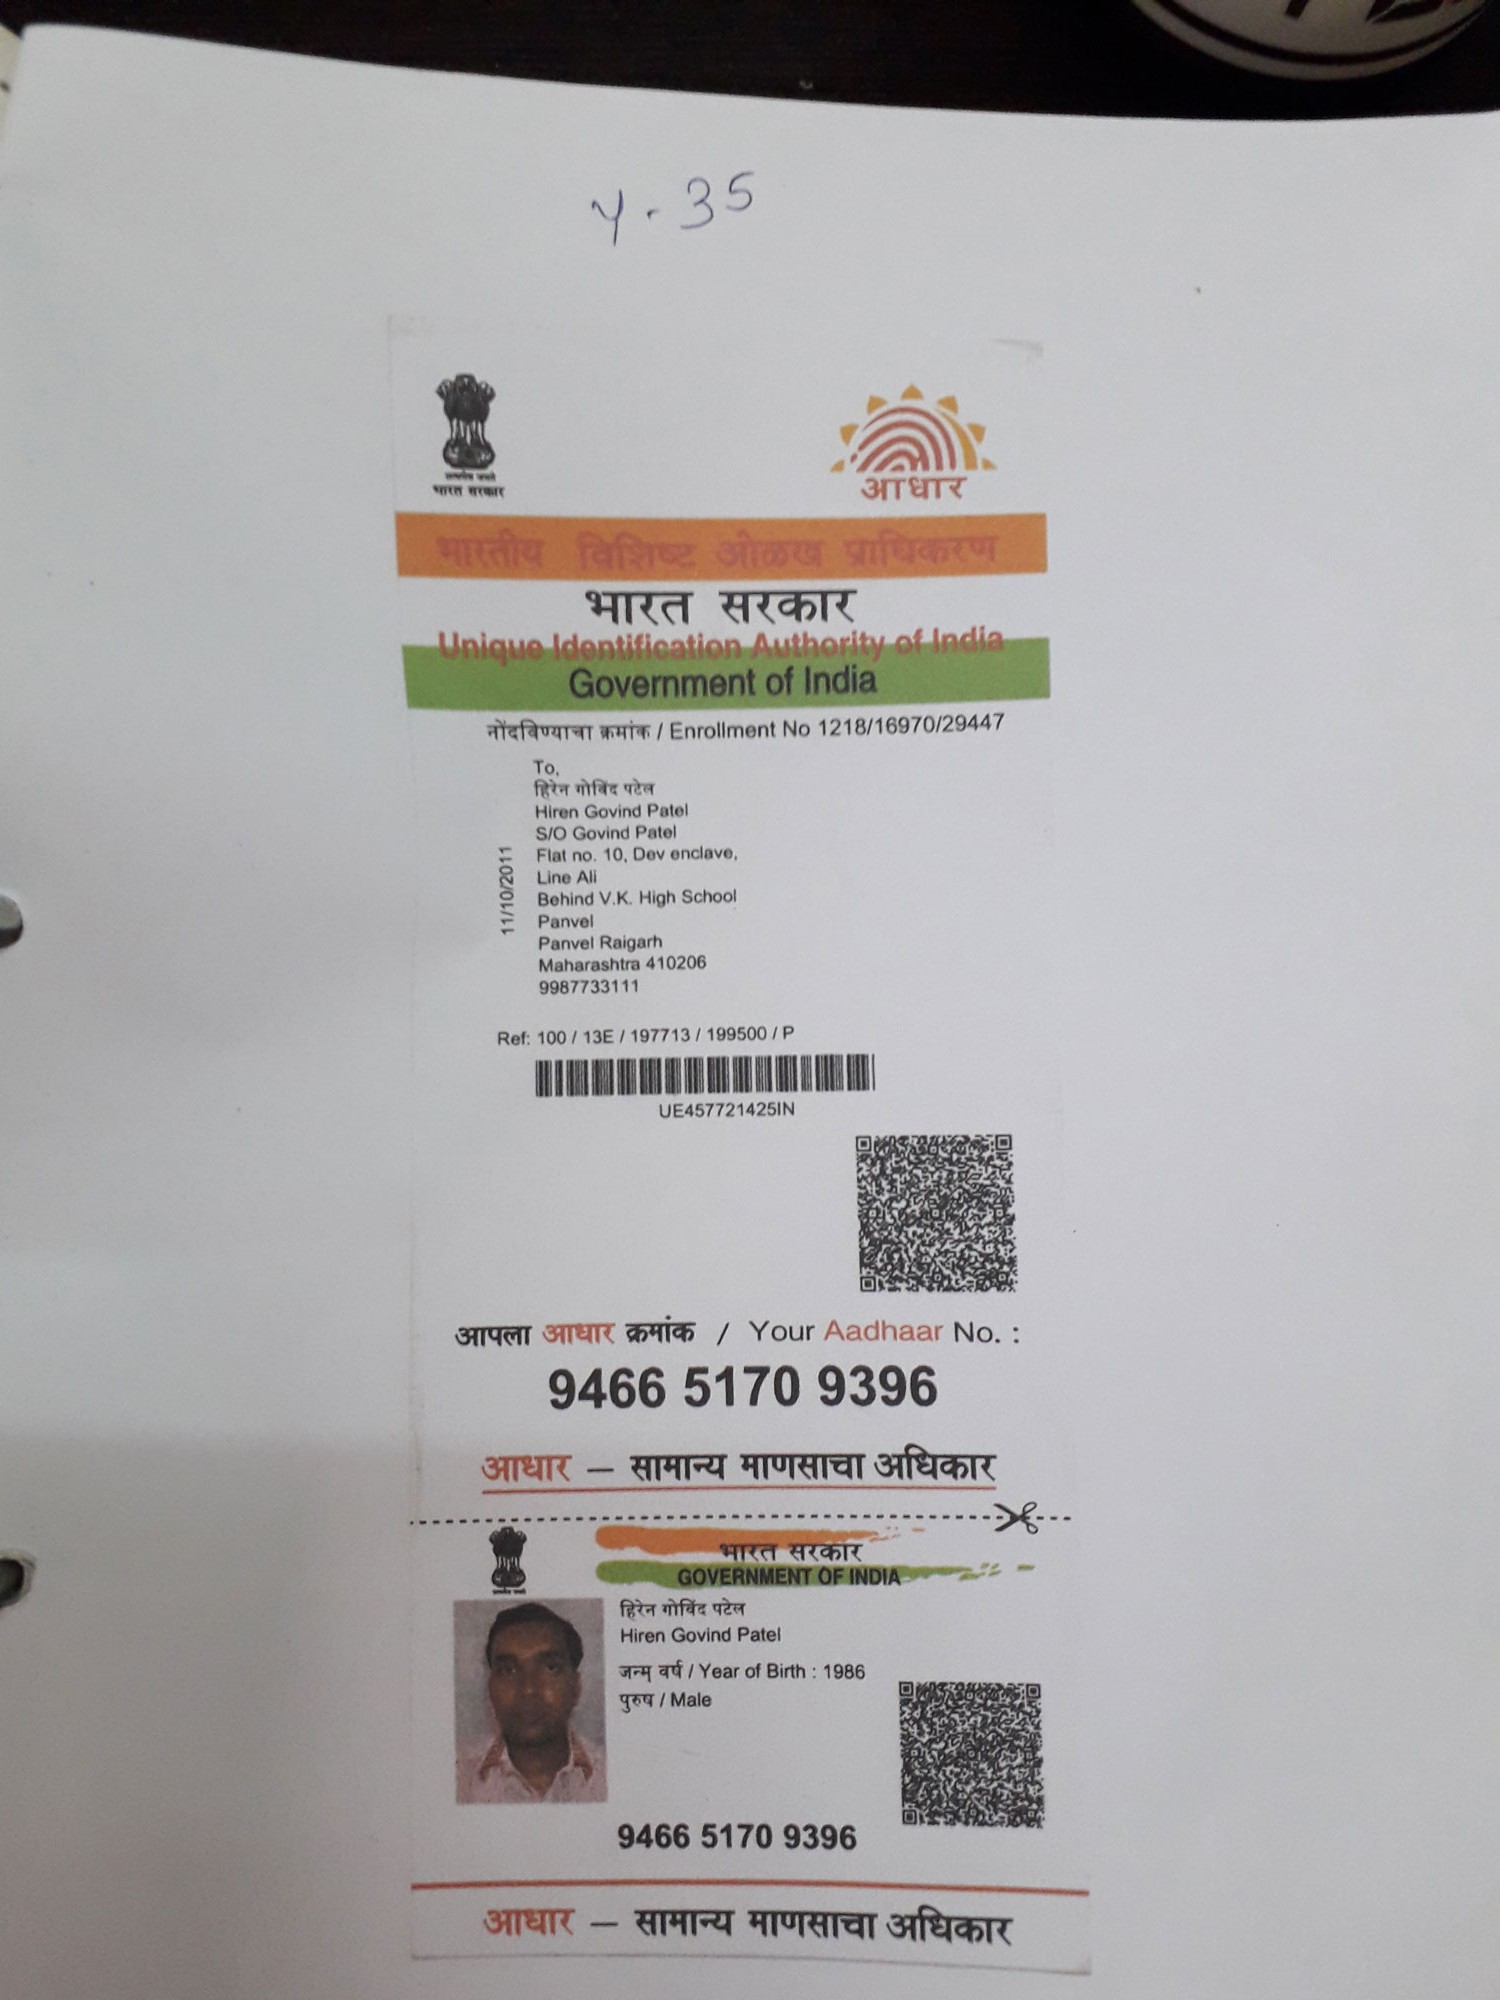 Y-35
भारत सरकार
आधार
भारतीय विशिष्ट ओळख प्राधिकरण
भारत सरकार
Unique Identification Authority of India
Government of India
नोंदविण्याचा क्रमांक / Enrollment No 1218/16970/29447
To,
हिरेन गोविंद पटेल
Hiren Govind Patel
S/O Govind Patel
Flat no. 10, Dev enclave,
Line Ali
Behind V.K. High School
Panvel
Panvel Raigarh
Maharashtra 410206
9987733111
11/10/2011
Ref: 100 / 13E / 197713 / 199500 / P
UE457721425IN
आपला आधार क्रमांक / Your Aadhaar No. :
9466 5170 9396
आधार – सामान्य माणसाचा अधिकार
भारत सरकार
GOVERNMENT OF INDIA
हिरेन गोविंद पटेल
Hiren Govind Patel
जन्म वर्ष / Year of Birth : 1986
पुरुष / Male
9466 5170 9396
आधार – सामान्य माणसाचा अधिकार